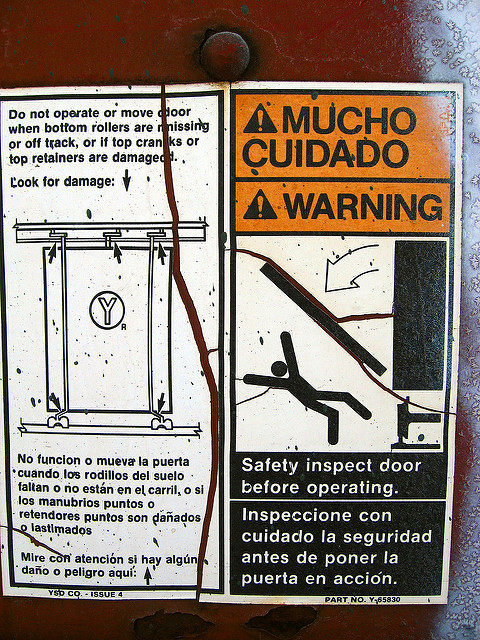 Do not operate or move door
when bottom rollers are missing
or off track, or if top cranks or
top retainers are damaged.
Look for damage:
Y
R
No funcion o mueva la puerta
cuando los rodillos del suelo
faltan o no están en el carril, o si
los manubrios puntos o
retendores puntos son dañados
o lastimados
Mire con atención si hay algún
daño o peligro aquí:
YSD CO. - ISSUE 4
MUCHO
CUIDADO
WARNING
Safety inspect door
before operating.
Inspeccione con
cuidado la seguridad
antes de poner la
puerta en acción.
PART NO. Y-65830